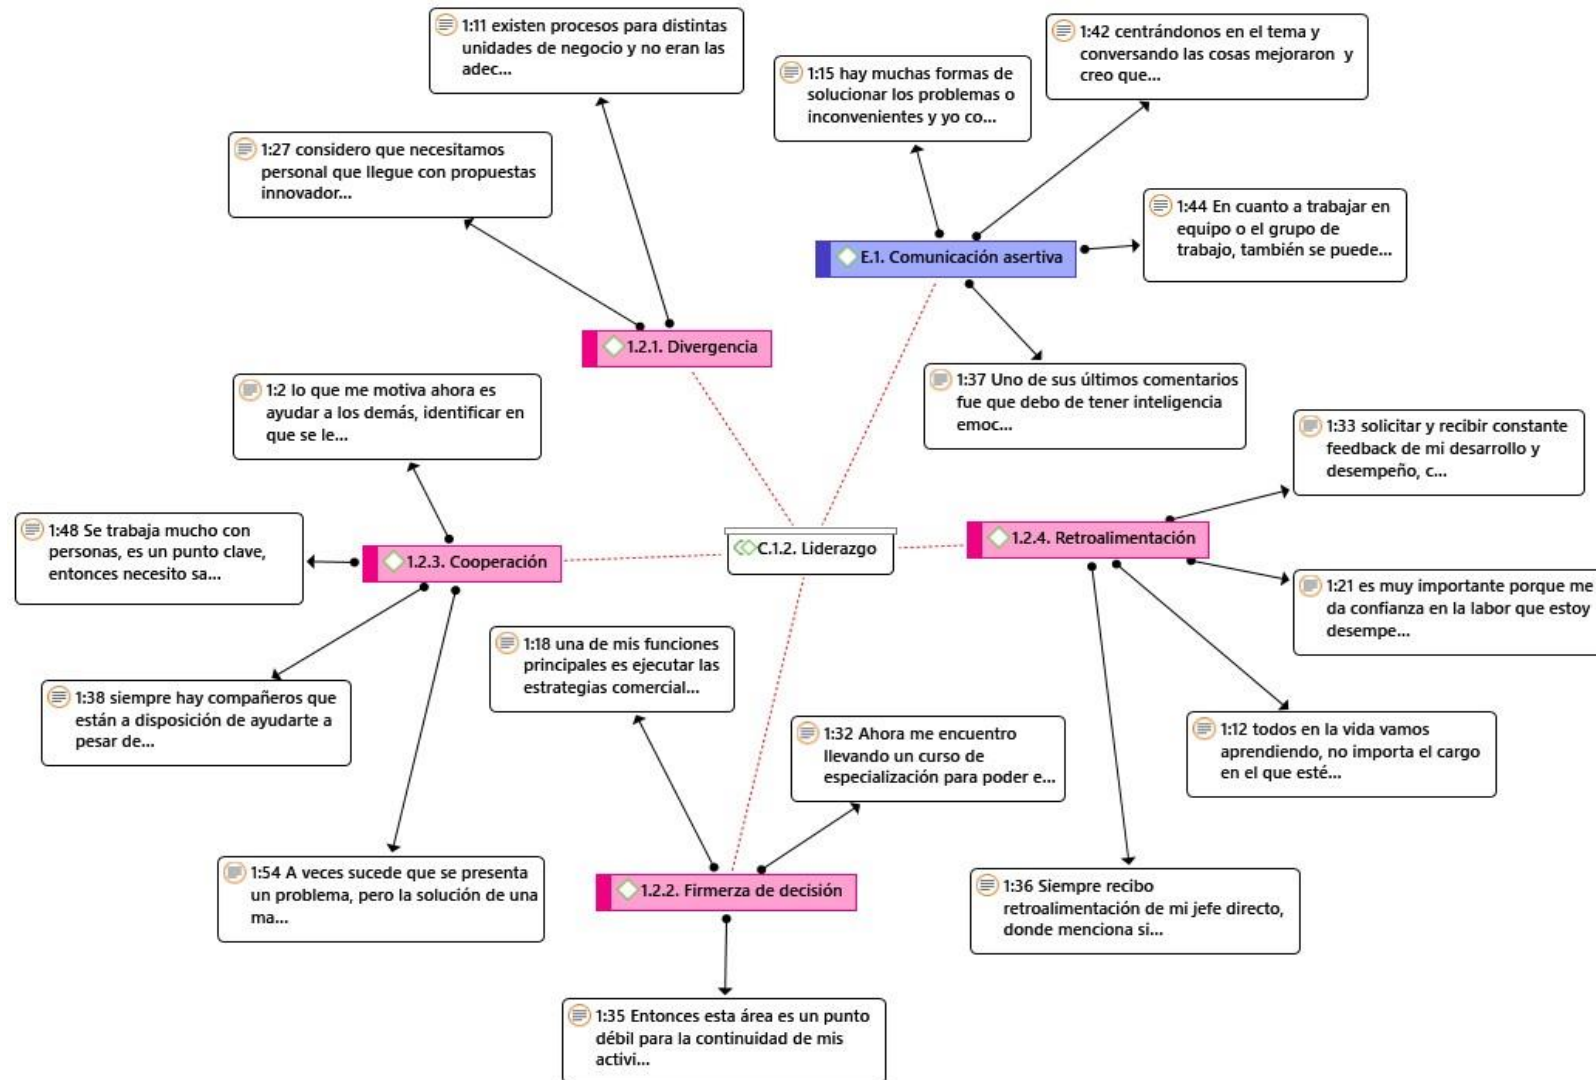 1:11 existen procesos para distintas
unidades de negocio y no eran las
adec...
1:42 centrándonos en el tema y
conversando las cosas mejoraron y
creo que...
1:15 hay muchas formas de
solucionar los problemas o
inconvenientes y yo co...
1:27 considero que necesitamos
personal que llegue con propuestas
innovador...
1:44 En cuanto a trabajar en
equipo o el grupo de
trabajo, también se puede...
E.1. Comunicación asertiva
1.2.1. Divergencia
1:37 Uno de sus últimos comentarios
fue que debo de tener inteligencia
emoc...
1:2 lo que me motiva ahora es
ayudar a los demás, identificar en
que se le...
1:33 solicitar y recibir constante
feedback de mi desarrollo y
desempeño, c...
1:48 Se trabaja mucho con
personas, es un punto clave,
entonces necesito sa...
1.2.3. Cooperación
C.1.2. Liderazgo
1.2.4. Retroalimentación
1:21 es muy importante porque me
da confianza en la labor que estoy
desempe...
1:18 una de mis funciones
principales es ejecutar las
estrategias comercial...
1:38 siempre hay compañeros que
están a disposición de ayudarte a
pesar de...
1:32 Ahora me encuentro
llevando un curso de
especialización para poder e...
1:12 todos en la vida vamos
aprendiendo, no importa el cargo
en el que esté...
1:54 A veces sucede que se presenta
un problema, pero la solución de una
ma...
1.2.2. Firmerza de decisión
1:36 Siempre recibo
retroalimentación de mi jefe directo,
donde menciona si...
1:35 Entonces esta área es un punto
débil para la continuidad de mis
activi...